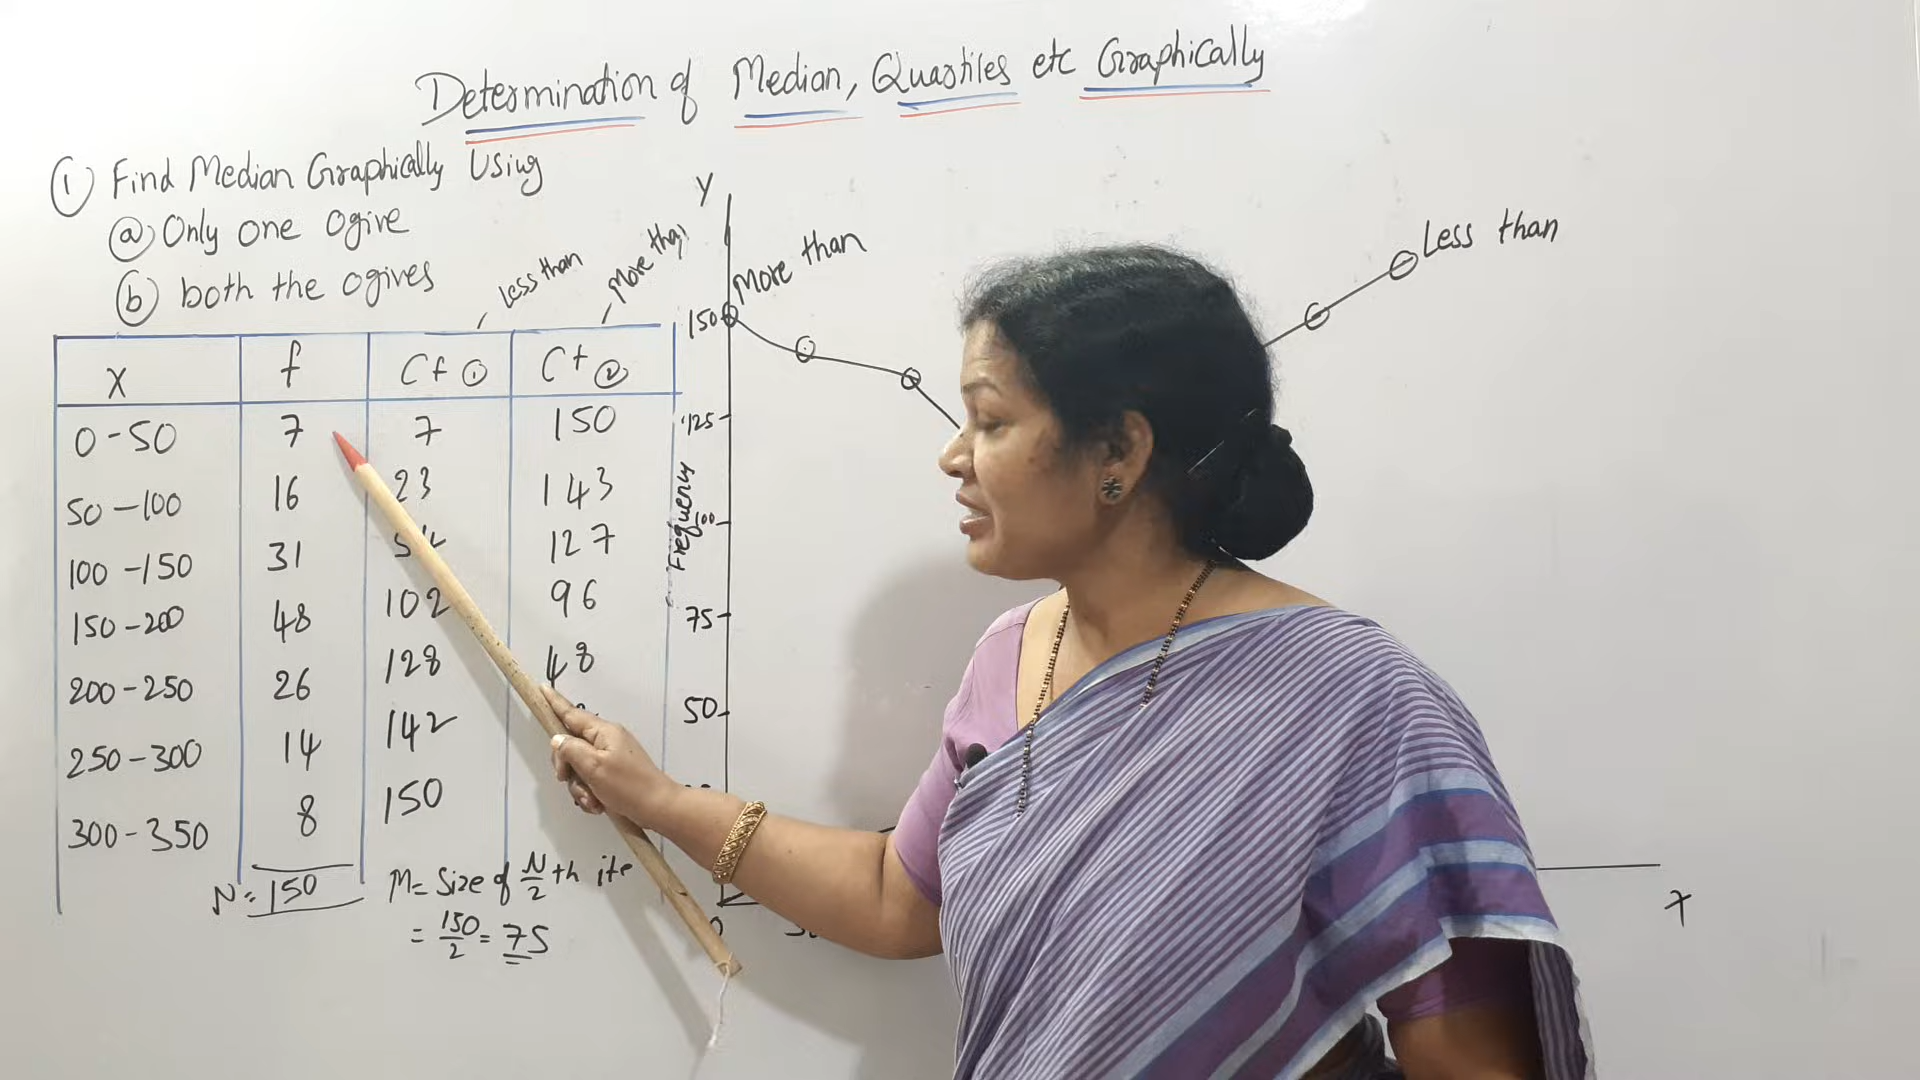 Determination of Median, Quartiles etc Graphically
① Find Median Graphically Using
ⓐ Only one Ogive
ⓑ both the ogives
less than
More than
X f Cf ① Cf ②
0-50 7 7 150
50-100 16 23 143
100-150 31 127
150-200 48 102 96
200-250 26 128 48
250-300 14 142
300-350 8 150
N=150
M= Size of N/2 th ite
= 150/2 = 75
Y
More than
Less than
150
125
100
75
50
Frequency
0
X